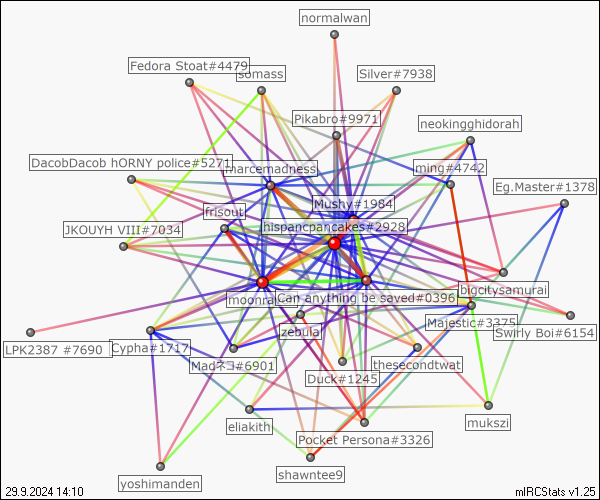 normalwan
Fedora Stoat#4479
somass
Silver#7938
Pikabro#9971
neokingghidorah
DacobDacob hORNY police#5271
marcemadness
ming#4742
Eg.Master#1378
Mushy#1984
frisout
hispancpancakes#2928
JKOUYH VIII#7034
bigcitysamurai
lmoonra
Can anything be saved#0396
Majestic#3375
Swirly Boi#6154
zebula
LPK2387 #7690
Cypha#1717
Madネコ#6901
thesecondtwat
Duck#1245
mukszi
eliakith
Pocket Persona#3326
shawntee9
yoshimanden
29.9.2024 14:10
mIRCStats v1.25